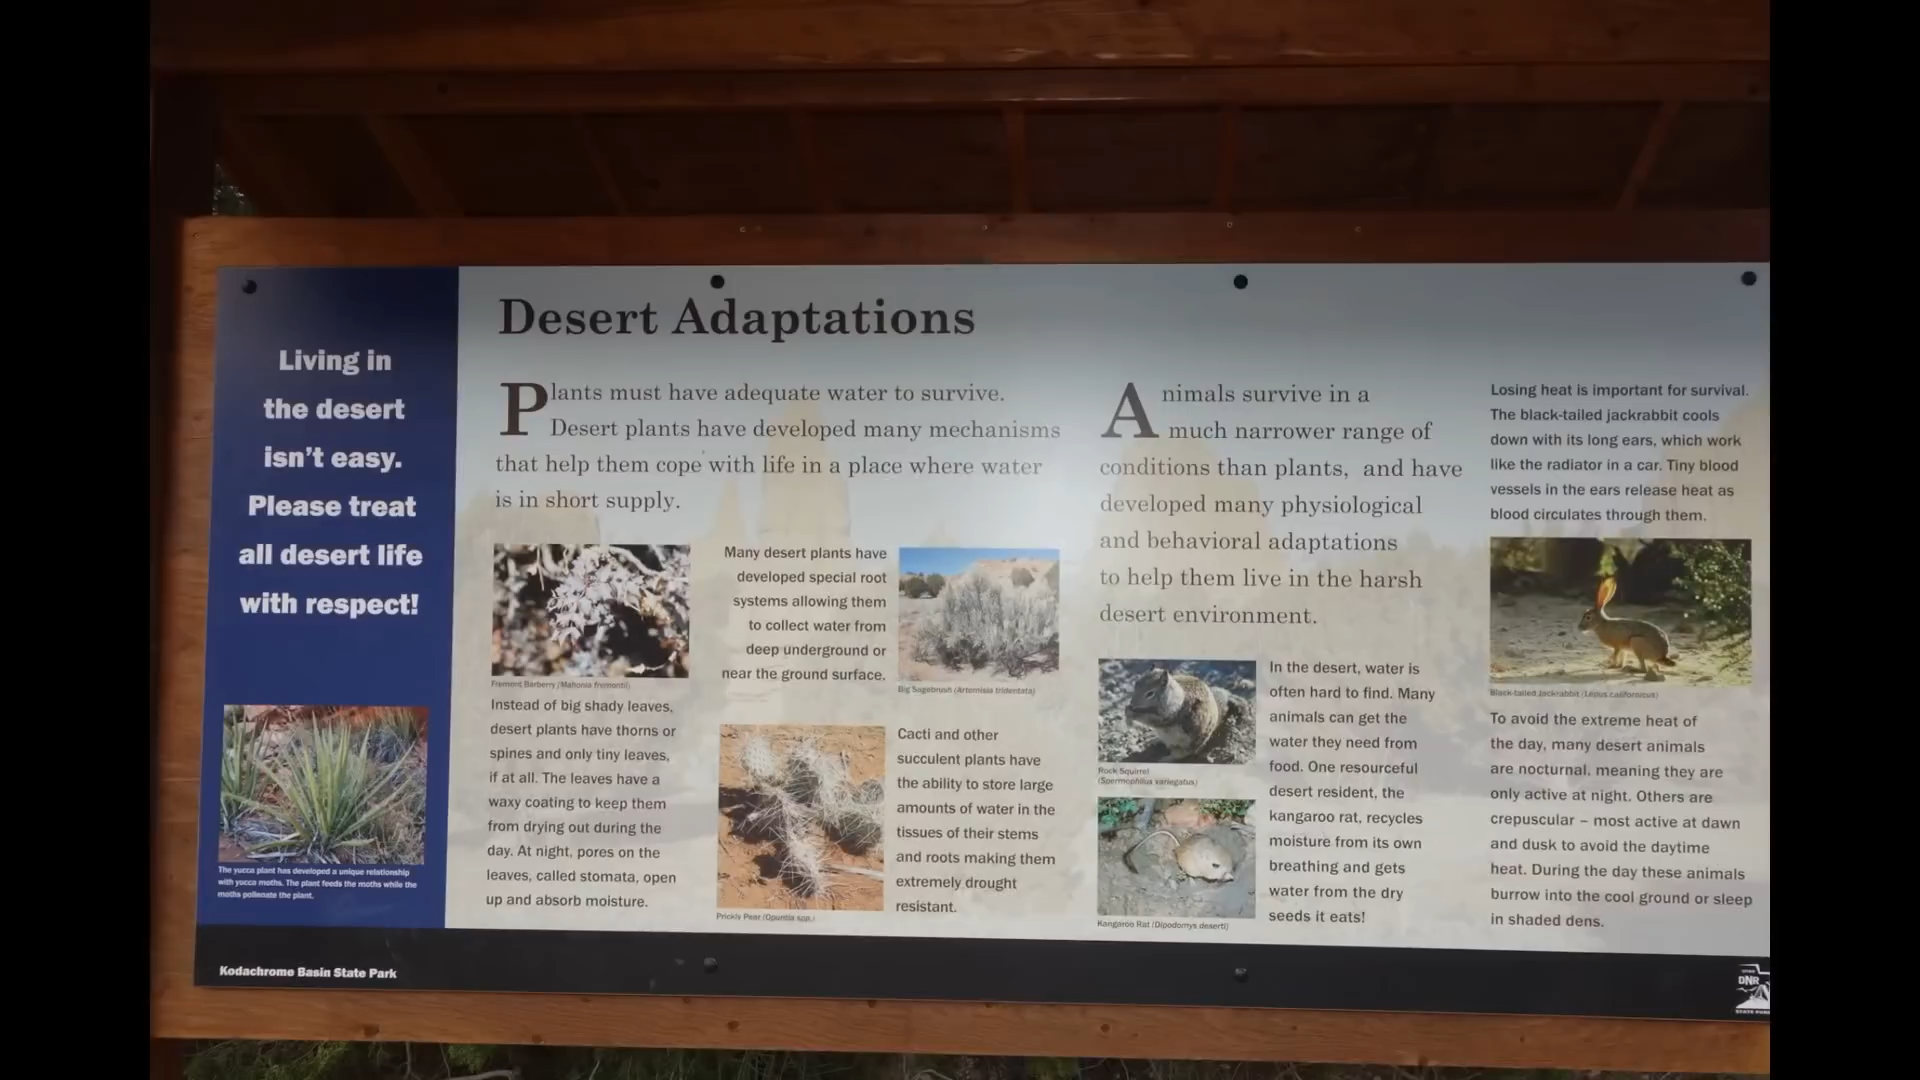 Living in
the desert
isn't easy.
Please treat
all desert life
with respect!
The yucca plant has developed a unique relationship
with yucca moths. The plant feeds the moths while the
moths pollenate the plant.
Desert Adaptations
Plants must have adequate water to survive.
Desert plants have developed many mechanisms
that help them cope with life in a place where water
is in short supply.
Fremont Barberry (Mahonia fremontii)
Instead of big shady leaves,
desert plants have thorns or
spines and only tiny leaves,
if at all. The leaves have a
waxy coating to keep them
from drying out during the
day. At night, pores on the
leaves, called stomata, open
up and absorb moisture.
Many desert plants have
developed special root
systems allowing them
to collect water from
deep underground or
near the ground surface.
Big Sagebrush (Artemisia tridentata)
Prickly Pear (Opuntia spp.)
Cacti and other
succulent plants have
the ability to store large
amounts of water in the
tissues of their stems
and roots making them
extremely drought
resistant.
Animals survive in a
much narrower range of
conditions than plants, and have
developed many physiological
and behavioral adaptations
to help them live in the harsh
desert environment.
Rock Squirrel
(Spermophilus variegatus)
Kangaroo Rat (Dipodomys deserti)
In the desert, water is
often hard to find. Many
animals can get the
water they need from
food. One resourceful
desert resident, the
kangaroo rat, recycles
moisture from its own
breathing and gets
water from the dry
seeds it eats!
Losing heat is important for survival.
The black-tailed jackrabbit cools
down with its long ears, which work
like the radiator in a car. Tiny blood
vessels in the ears release heat as
blood circulates through them.
Black-tailed Jackrabbit (Lepus californicus)
To avoid the extreme heat of
the day, many desert animals
are nocturnal, meaning they are
only active at night. Others are
crepuscular – most active at dawn
and dusk to avoid the daytime
heat. During the day these animals
burrow into the cool ground or sleep
in shaded dens.
Kodachrome Basin State Park
UTAH
DNR
STATE PARK